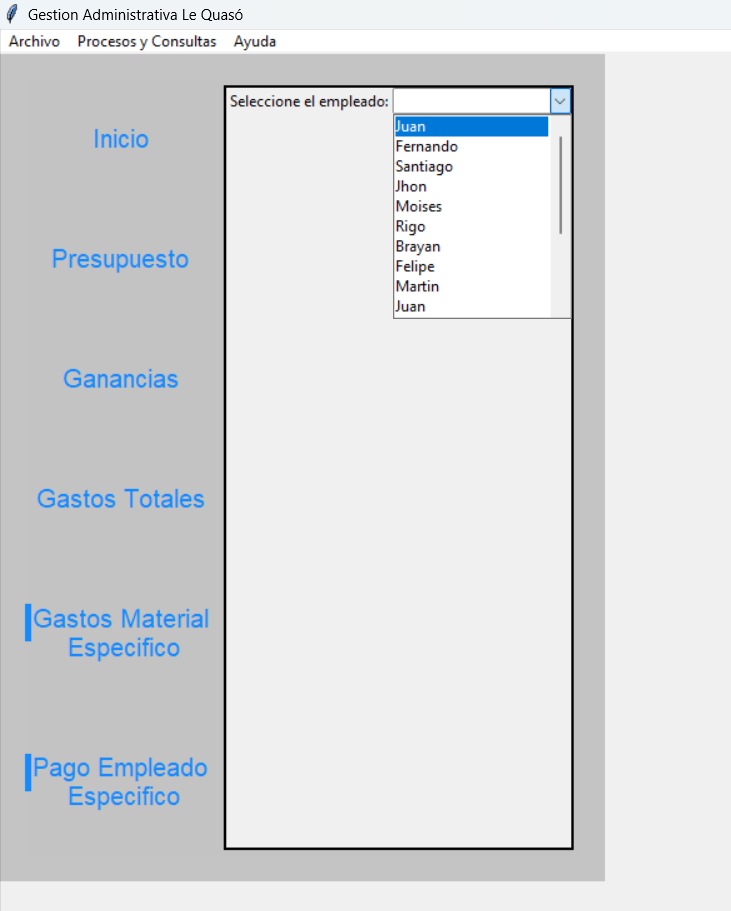 Gestion Administrativa Le Quasó
Archivo Procesos y Consultas Ayuda
Inicio
Presupuesto
Ganancias
Gastos Totales
Gastos Material
Especifico
Pago Empleado
Especifico
Seleccione el empleado:
Juan
Fernando
Santiago
Jhon
Moises
Rigo
Brayan
Felipe
Martin
Juan